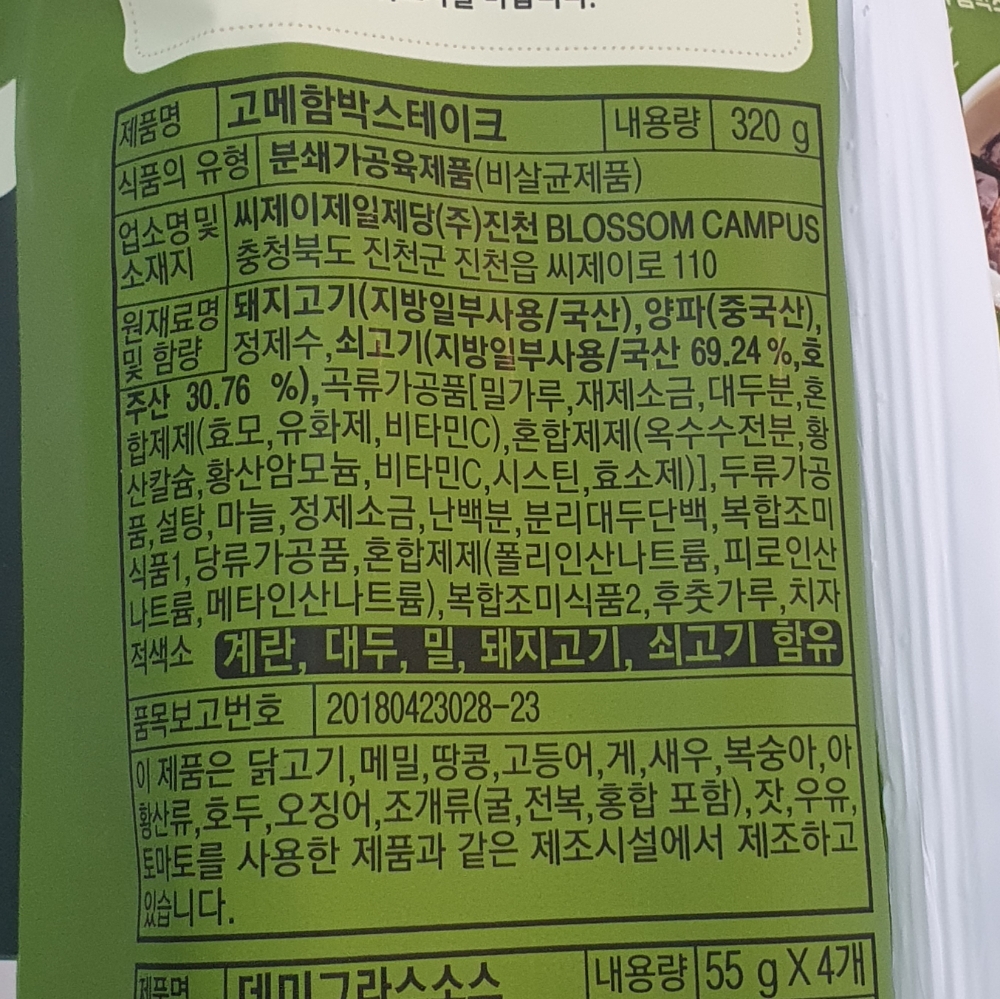 제품명 고메함박스테이크 내용량 320 g
식품의 유형 분쇄가공육제품(비살균제품)
업소명 및 소재지 씨제이제일제당(주)진천 BLOSSOM CAMPUS
충청북도 진천군 진천읍 씨제이로 110
원재료명 및 함량 돼지고기(지방일부사용/국산),양파(중국산),
정제수,쇠고기(지방일부사용/국산 69.24 %,호
주산 30.76 %),곡류가공품[밀가루,재제소금,대두분,혼
합제제(효모,유화제,비타민C),혼합제제(옥수수전분,황
산칼슘,황산암모늄,비타민C,시스틴,효소제)],두류가공
품,설탕,마늘,정제소금,난백분,분리대두단백,복합조미
식품1,당류가공품,혼합제제(폴리인산나트륨,피로인산
나트륨,메타인산나트륨),복합조미식품2,후춧가루,치자
적색소 계란, 대두, 밀, 돼지고기, 쇠고기 함유
품목보고번호 20180423028-23
이 제품은 닭고기,메밀,땅콩,고등어,게,새우,복숭아,아
황산류,호두,오징어,조개류(굴,전복,홍합 포함),잣,우유,
토마토를 사용한 제품과 같은 제조시설에서 제조하고
있습니다.
제품명 데미그라스소스 내용량 55 g X 4개